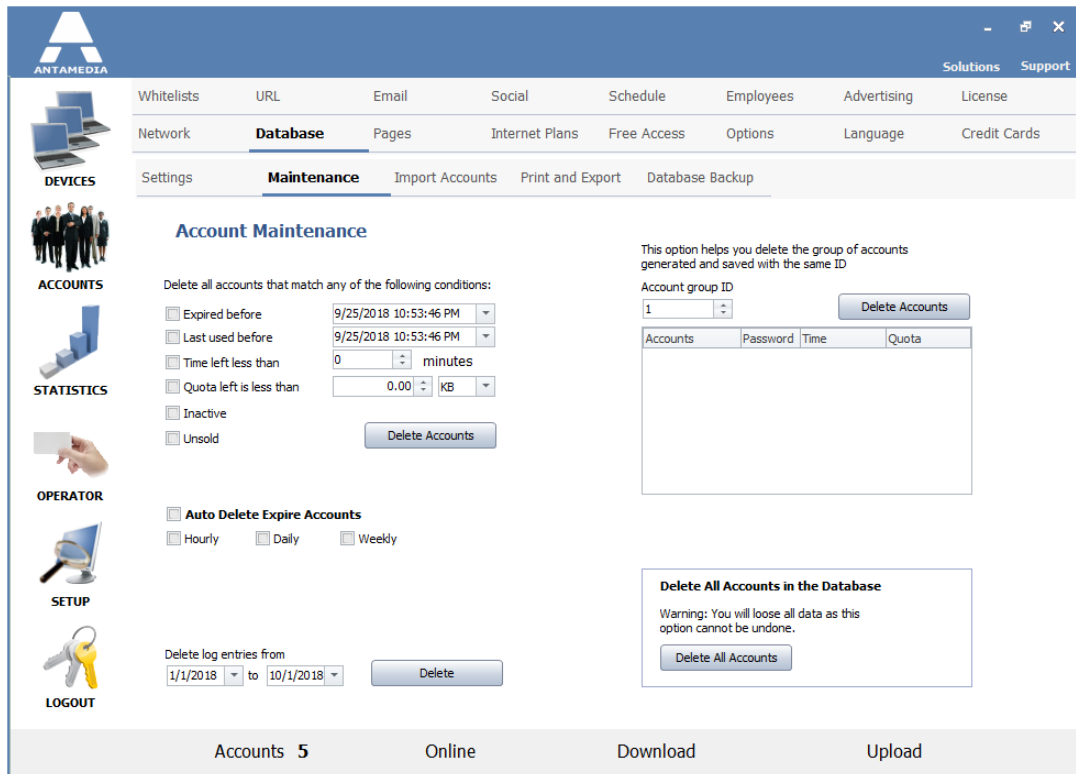 ANTAMEDIA
Solutions Support
Whitelists URL Email Social Schedule Employees Advertising License
Network Database Pages Internet Plans Free Access Options Language Credit Cards
Settings Maintenance Import Accounts Print and Export Database Backup
DEVICES
ACCOUNTS
STATISTICS
OPERATOR
SETUP
LOGOUT
Account Maintenance
Delete all accounts that match any of the following conditions:
Expired before 9/25/2018 10:53:46 PM
Last used before 9/25/2018 10:53:46 PM
Time left less than 0 minutes
Quota left is less than 0.00 KB
Inactive
Unsold Delete Accounts
Auto Delete Expire Accounts
Hourly Daily Weekly
Delete log entries from
1/1/2018 to 10/1/2018 Delete
This option helps you delete the group of accounts
generated and saved with the same ID
Account group ID
1 Delete Accounts
Accounts Password Time Quota
Delete All Accounts in the Database
Warning: You will loose all data as this
option cannot be undone.
Delete All Accounts
Accounts 5 Online Download Upload